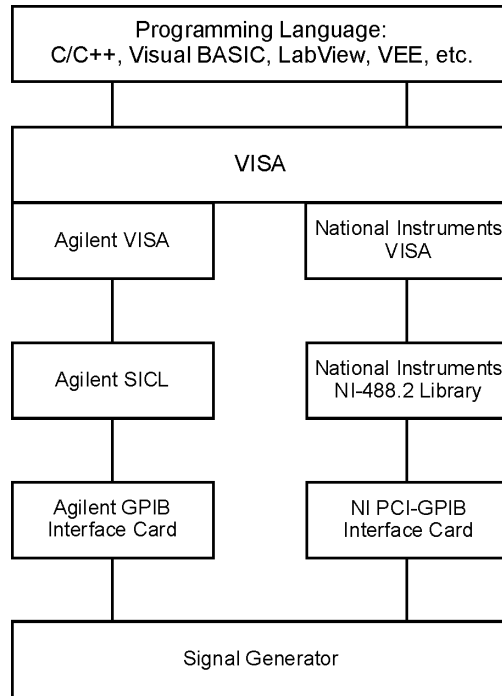 Programming Language:
C/C++, Visual BASIC, LabView, VEE, etc.
VISA
Agilent VISA
National Instruments
VISA
Agilent SICL
National Instruments
NI-488.2 Library
Agilent GPIB
Interface Card
NI PCI-GPIB
Interface Card
Signal Generator